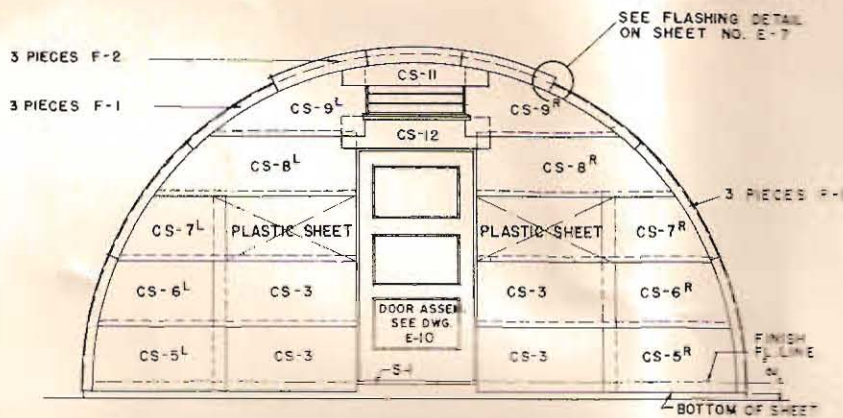 SEE FLASHING DETAIL
ON SHEET NO. E-7
3 PIECES F-2
3 PIECES F-1
CS-11
CS-9L
CS-9R
CS-12
CS-8L
CS-8R
3 PIECES
CS-7L
PLASTIC SHEET
PLASTIC SHEET
CS-7R
CS-6L
CS-3
CS-3
CS-6R
DOOR ASSEM.
SEE DWG.
E-10
CS-5L
CS-3
CS-3
CS-5R
FINISH
FL. LINE
S-1
BOTTOM OF SHEET